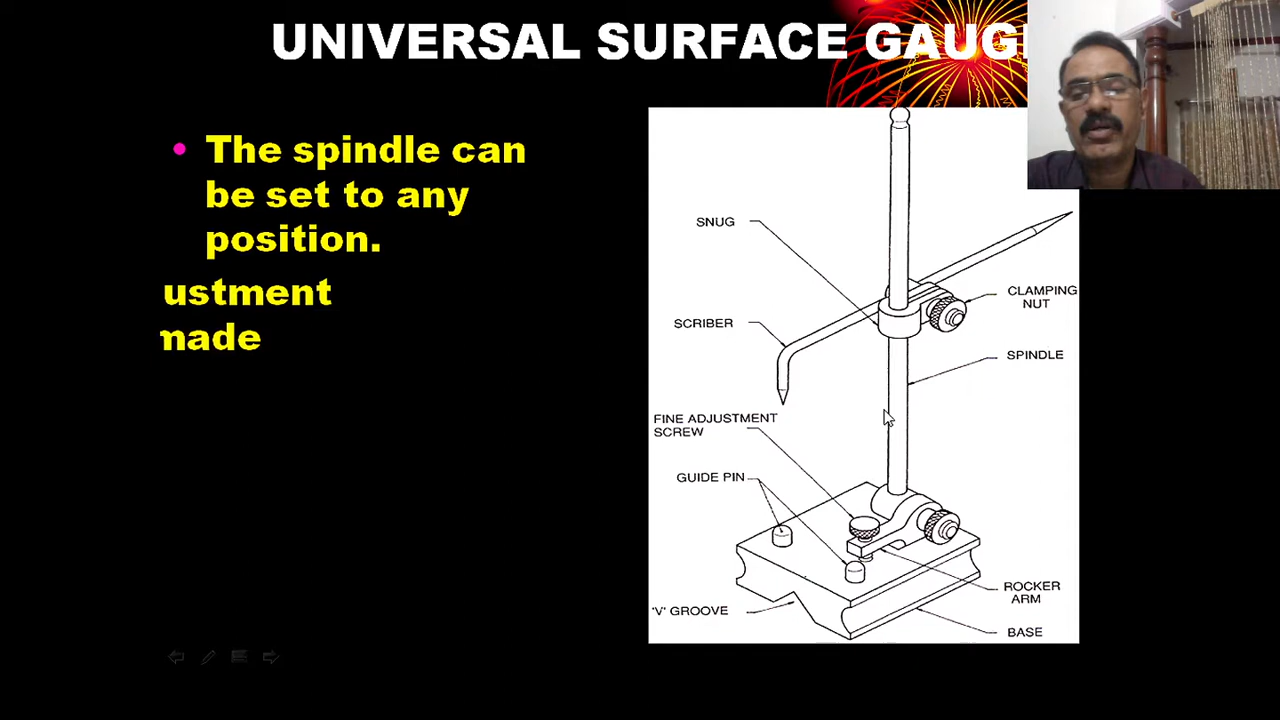 UNIVERSAL SURFACE GAUG
• The spindle can
be set to any
position.
ustment
made
SNUG
CLAMPING
NUT
SCRIBER
SPINDLE
FINE ADJUSTMENT
SCREW
GUIDE PIN
ROCKER
ARM
'V' GROOVE
BASE